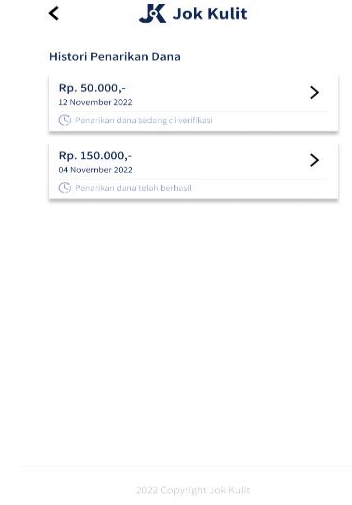 Jok Kulit
Histori Penarikan Dana
Rp. 50.000,-
12 November 2022
Penarikan dana sedang di verifikasi
Rp. 150.000,-
04 November 2022
Penarikan dana telah berhasil
2022 Copyright Jok Kulit